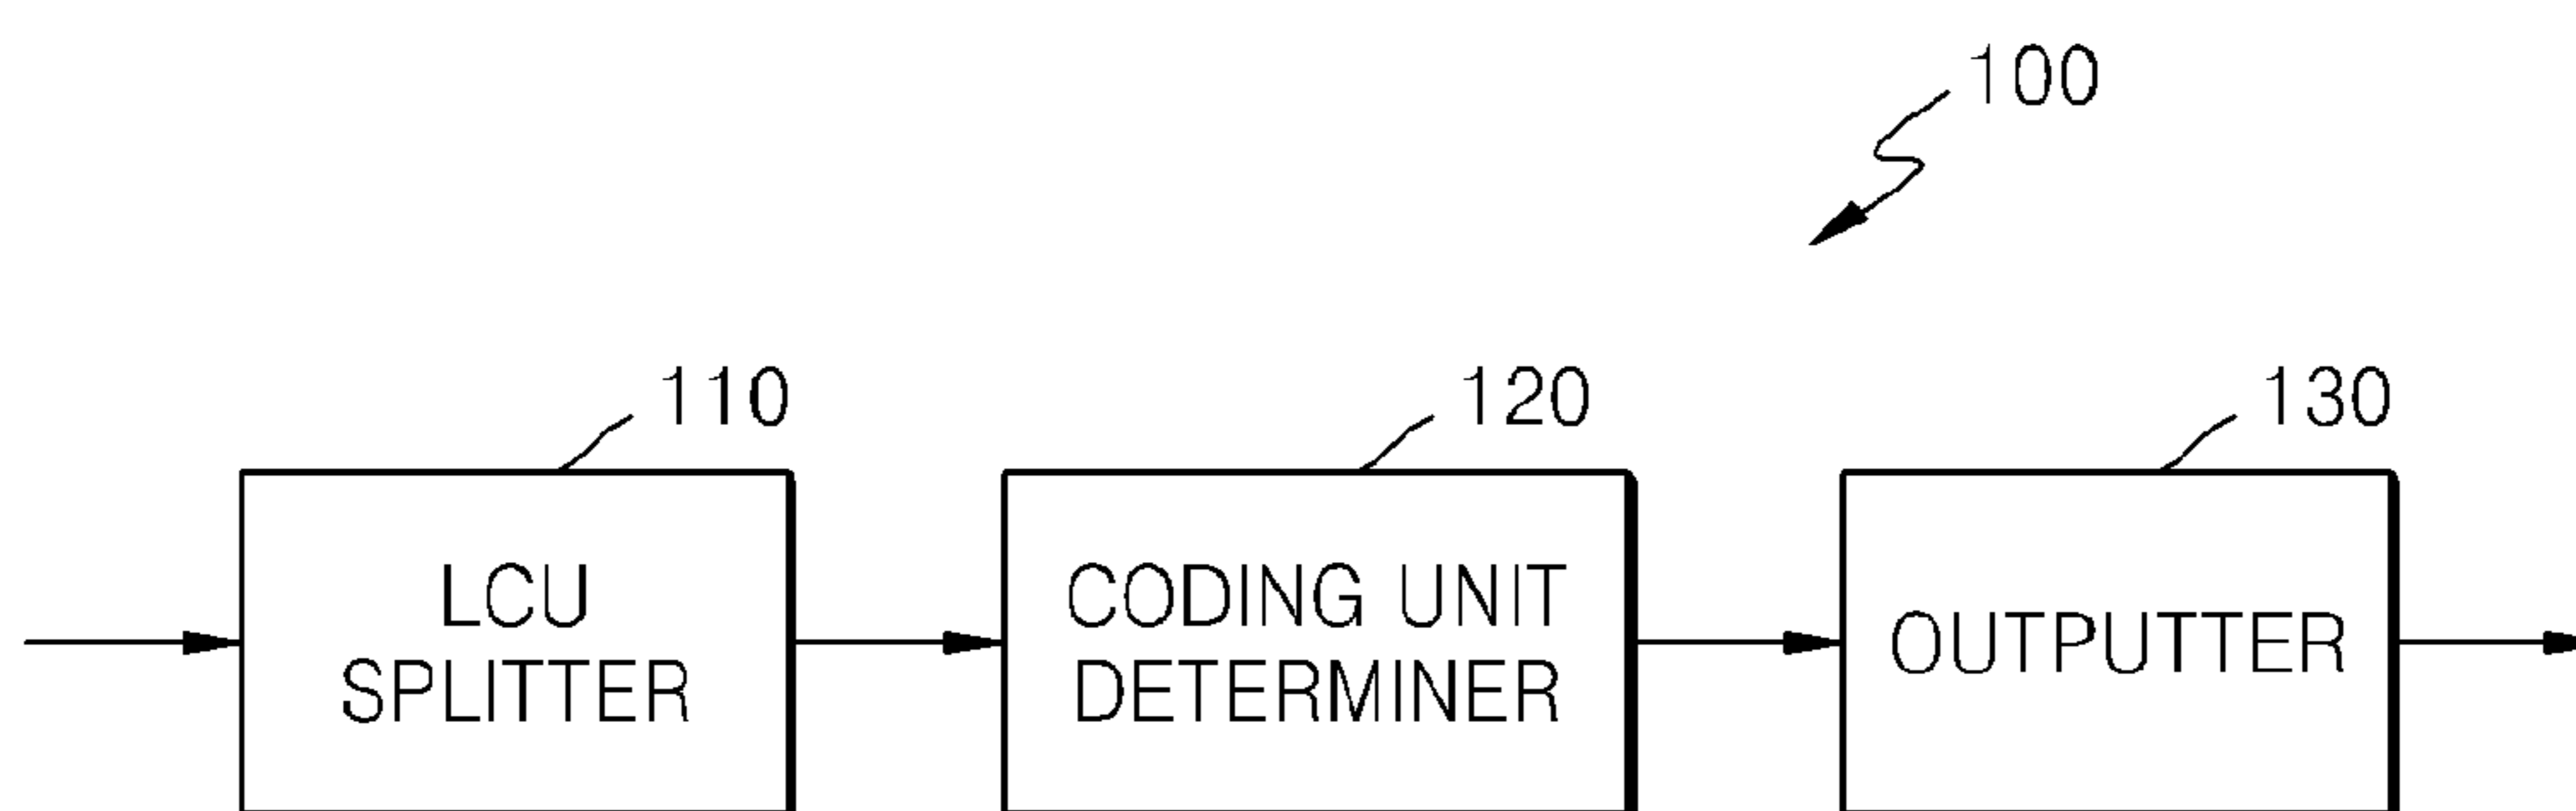 100
110
120
130
LCU
SPLITTER
CODING UNIT
DETERMINER
OUTPUTTER